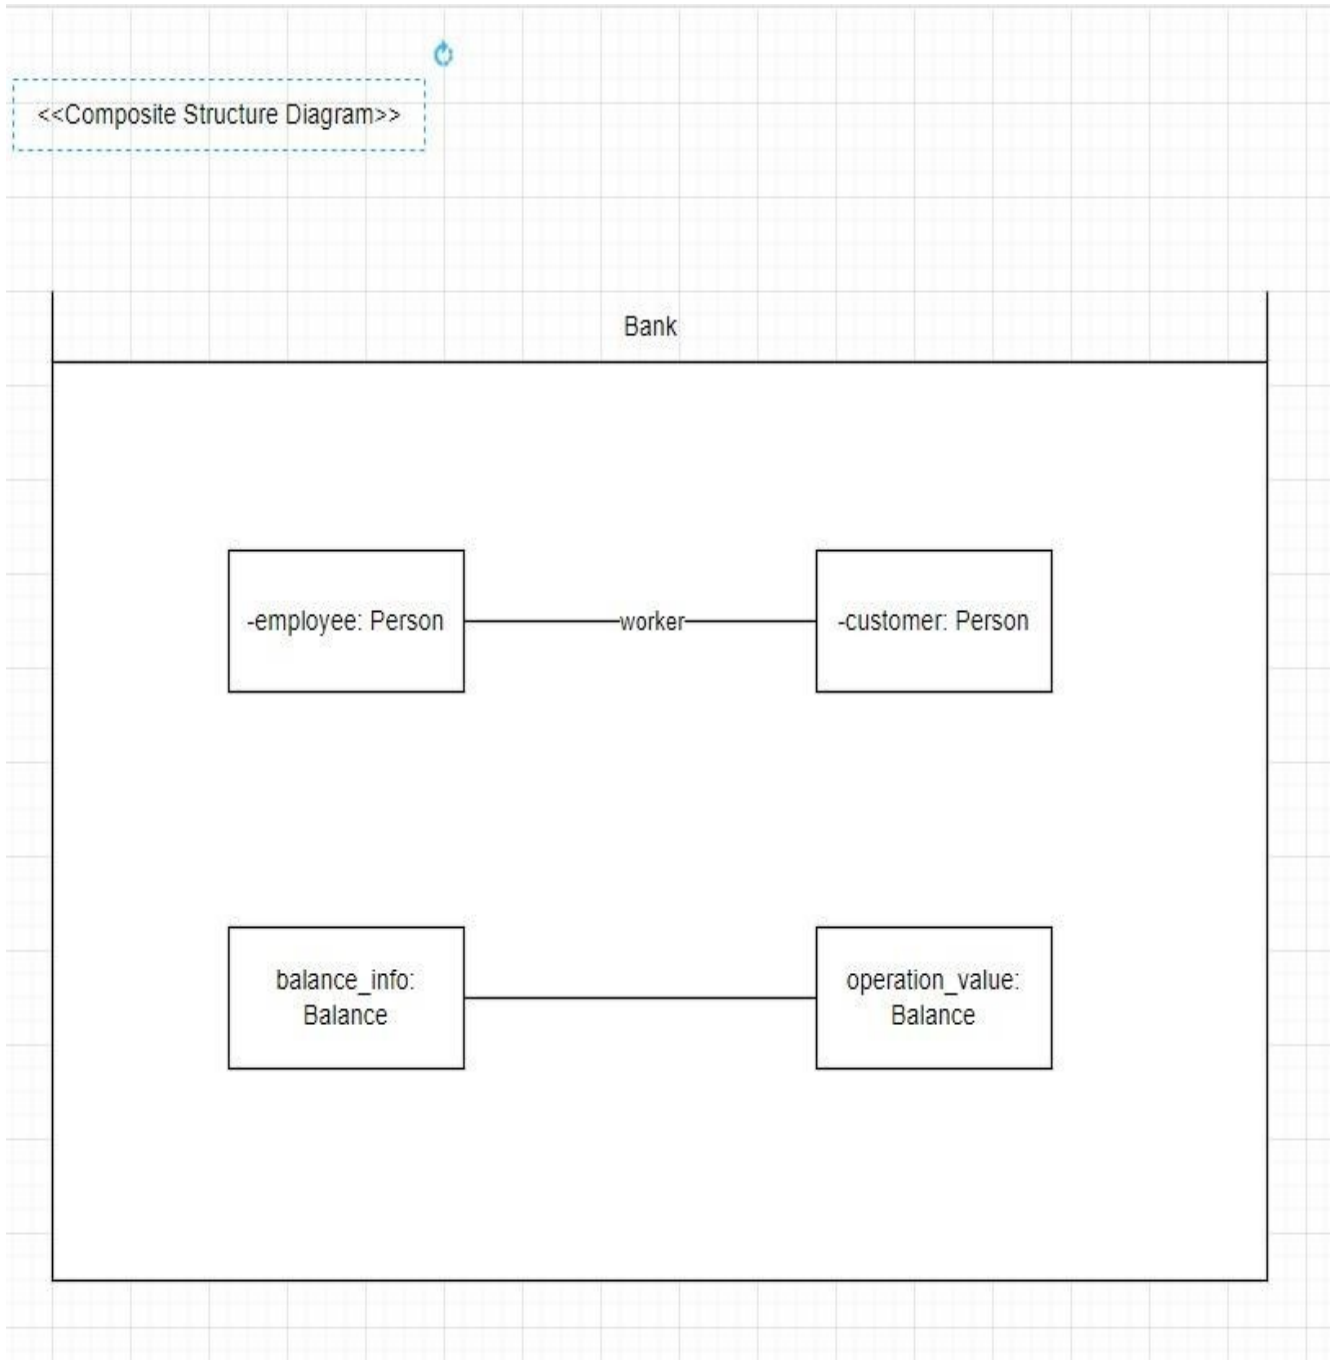 <<Composite Structure Diagram>>
Bank
-employee: Person
worker
-customer: Person
balance_info:
Balance
operation_value:
Balance